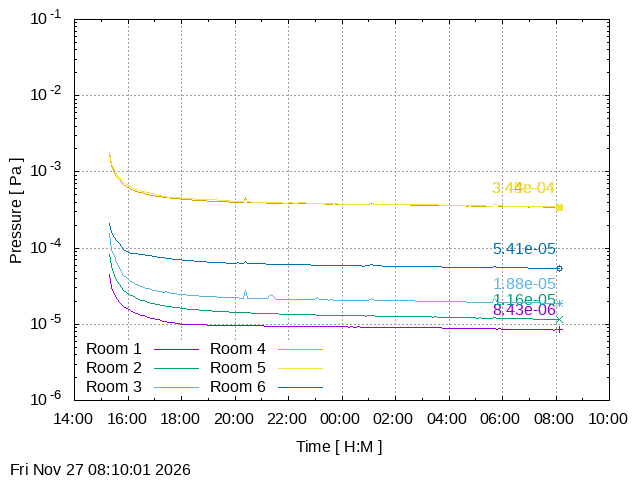 10^-1
10^-2
10^-3
10^-4
10^-5
10^-6
Pressure [ Pa ]
5.41e-05
1.88e-05
1.16e-05
8.43e-06
Room 1 Room 4
Room 2 Room 5
Room 3 Room 6
14:00 16:00 18:00 20:00 22:00 00:00 02:00 04:00 06:00 08:00 10:00
Time [ H:M ]
Fri Nov 27 08:10:01 2026